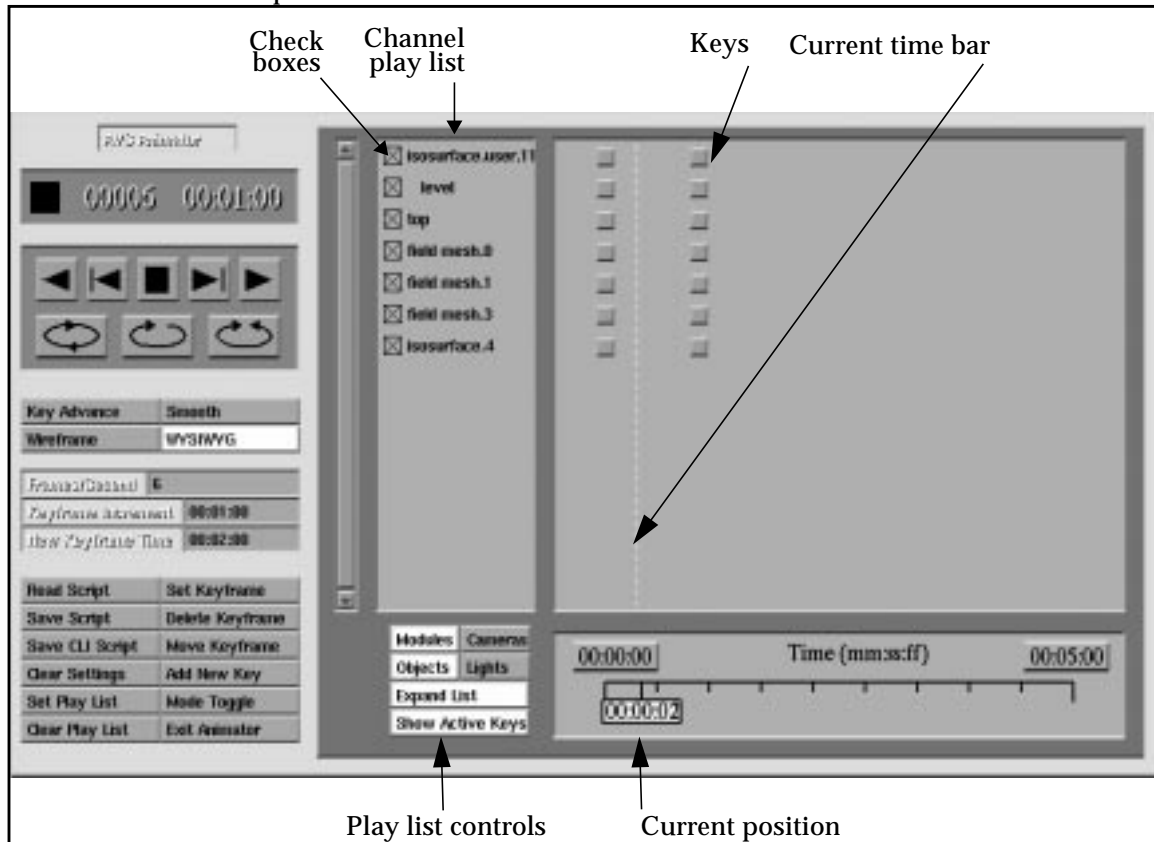 Check boxes
Channel play list
Keys
Current time bar
AVS Animator
00006 00:01:00
Key Advance Smooth
Wireframe WYSIWYG
6
Keyframe Increment 00:01:00
New Keyframe Time 00:02:00
Read Script Set Keyframe
Save Script Delete Keyframe
Save CLI Script Move Keyframe
Clear Settings Add New Key
Set Play List Mode Toggle
Clear Play List Exit Animator
isosurface.user.11
level
top
field mesh.0
field mesh.1
field mesh.3
isosurface.4
Modules Cameras
Objects Lights
Expand List
Show Active Keys
00:00:00 Time (mm:ss:ff) 00:05:00
00:00:02
Play list controls
Current position